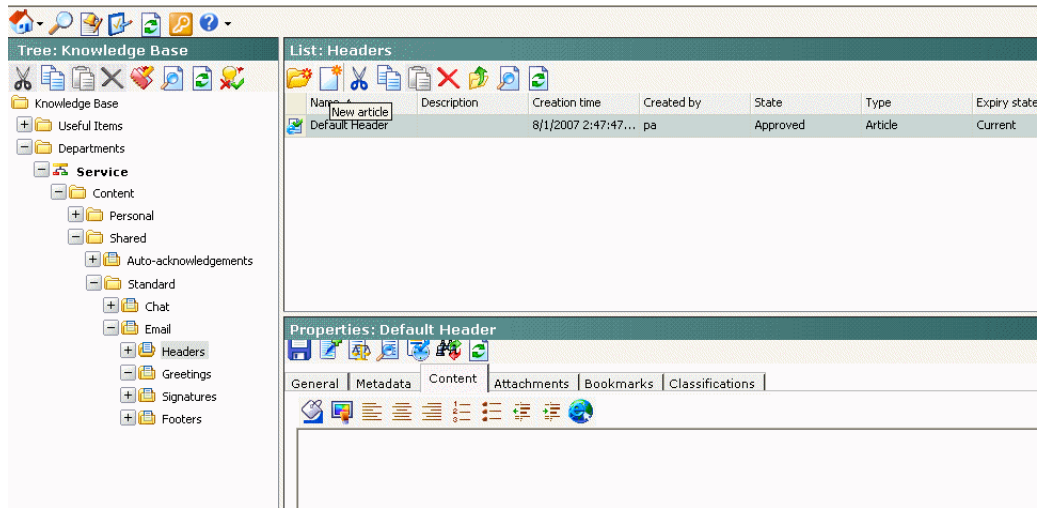 Tree: Knowledge Base
Knowledge Base
Useful Items
Departments
Service
Content
Personal
Shared
Auto-acknowledgements
Standard
Chat
Email
Headers
Greetings
Signatures
Footers
List: Headers
Name Description Creation time Created by State Type Expiry state
New article
Default Header 8/1/2007 2:47:47... pa Approved Article Current
Properties: Default Header
General Metadata Content Attachments Bookmarks Classifications